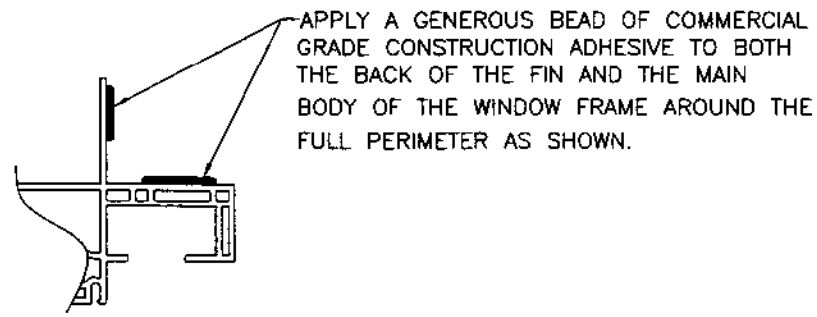 APPLY A GENEROUS BEAD OF COMMERCIAL
GRADE CONSTRUCTION ADHESIVE TO BOTH
THE BACK OF THE FIN AND THE MAIN
BODY OF THE WINDOW FRAME AROUND THE
FULL PERIMETER AS SHOWN.